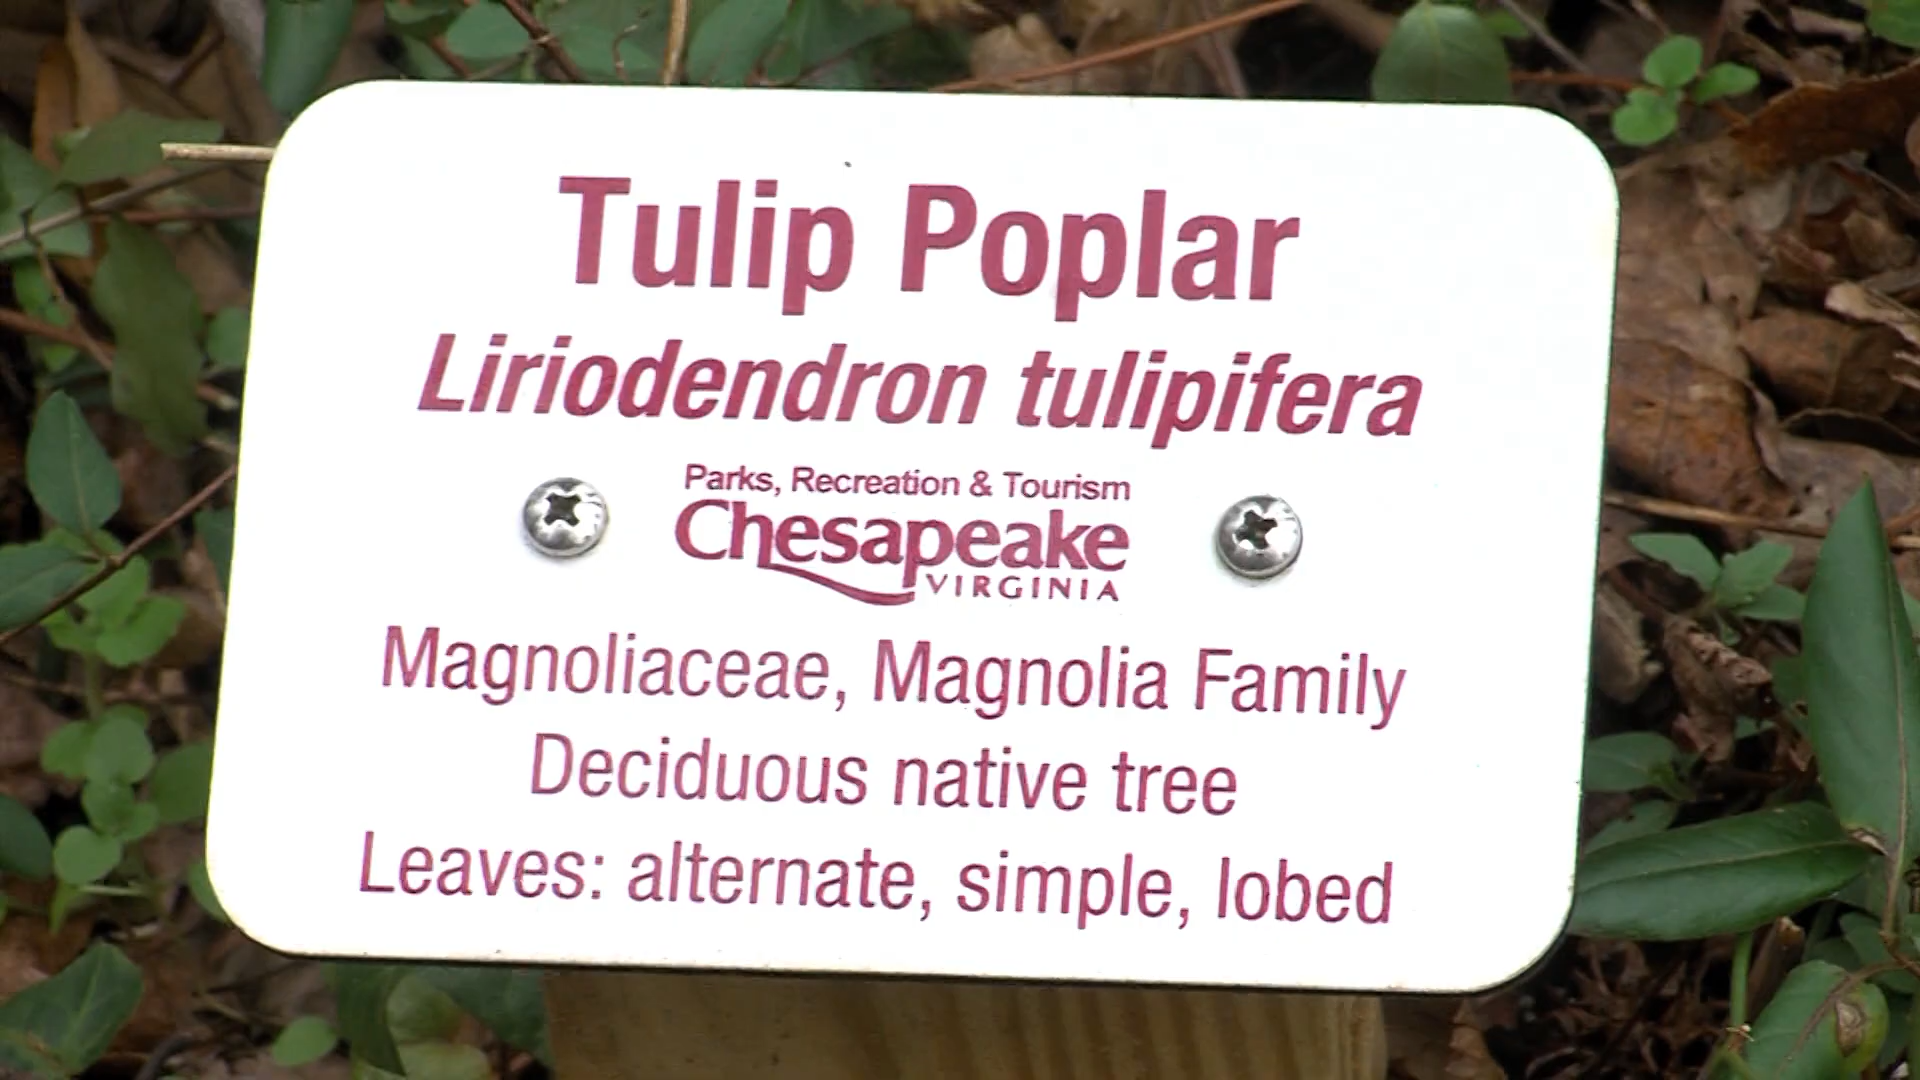 Tulip Poplar
Liriodendron tulipifera
Parks, Recreation & Tourism
Chesapeake
VIRGINIA
Magnoliaceae, Magnolia Family
Deciduous native tree
Leaves: alternate, simple, lobed